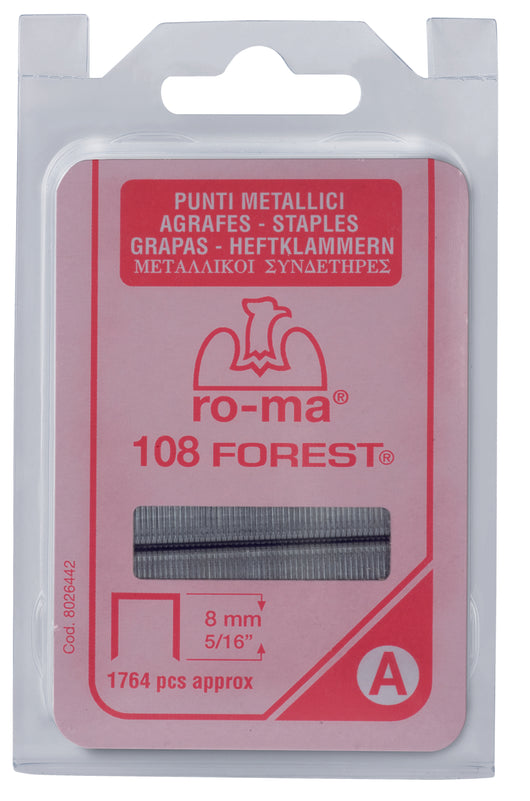 PUNTI METALLICI
AGRAFES - STAPLES
GRAPAS - HEFTKLAMMERN
ΜΕΤΑΛΛΙΚΟΙ ΣΥΝΔΕΤΗΡΕΣ
ro-ma®
108 FOREST®
Cod. 8026442
8 mm
5/16”
1764 pcs approx
A